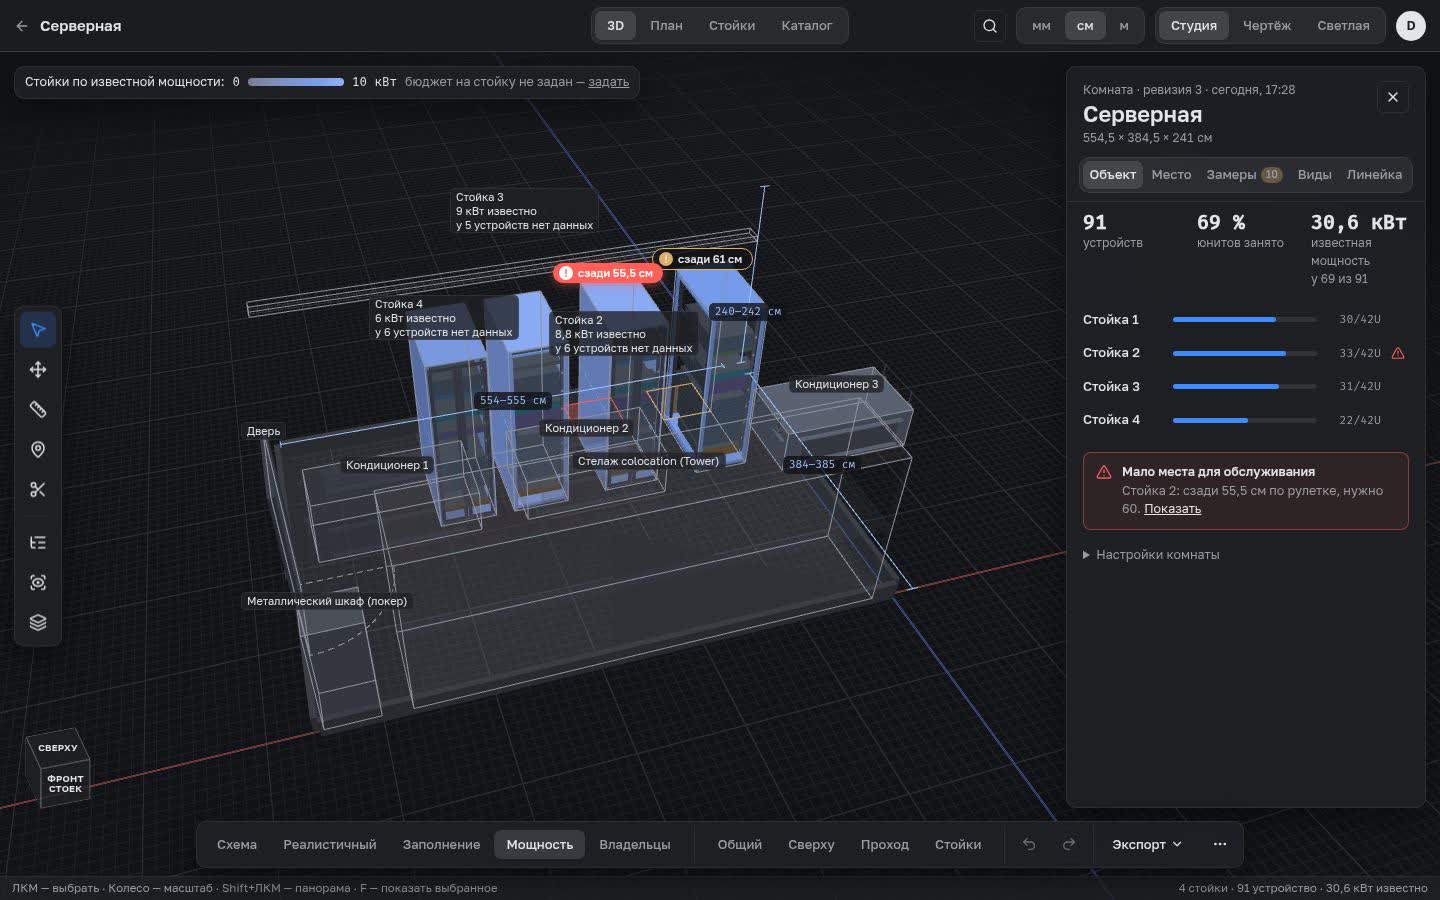 Серверная
3D План Стойки Каталог
мм см м
Студия Чертёж Светлая
D
Стойки по известной мощности: 0 10 кВт бюджет на стойку не задан — задать
Комната · ревизия 3 · сегодня, 17:28
Серверная
554,5 × 384,5 × 241 см
Объект Место Замеры 10 Виды Линейка
91
устройств
69 %
юнитов занято
30,6 кВт
известная
мощность
у 69 из 91
Стойка 1 30/42U
Стойка 2 33/42U
Стойка 3 31/42U
Стойка 4 22/42U
Мало места для обслуживания
Стойка 2: сзади 55,5 см по рулетке, нужно
60. Показать
Настройки комнаты
Стойка 3
9 кВт известно
у 5 устройств нет данных
сзади 61 см
сзади 55,5 см
Стойка 4
6 кВт известно
у 6 устройств нет данных
Стойка 2
8,8 кВт известно
у 6 устройств нет данных
240–242 см
Кондиционер 3
554–555 см
Кондиционер 2
Дверь
Кондиционер 1
Стелаж colocation (Tower)
384–385 см
Металлический шкаф (локер)
СВЕРХУ
ФРОНТ
СТОЕК
Схема Реалистичный Заполнение Мощность Владельцы Общий Сверху Проход Стойки Экспорт
ЛКМ — выбрать · Колесо — масштаб · Shift+ЛКМ — панорама · F — показать выбранное
4 стойки · 91 устройство · 30,6 кВт известно